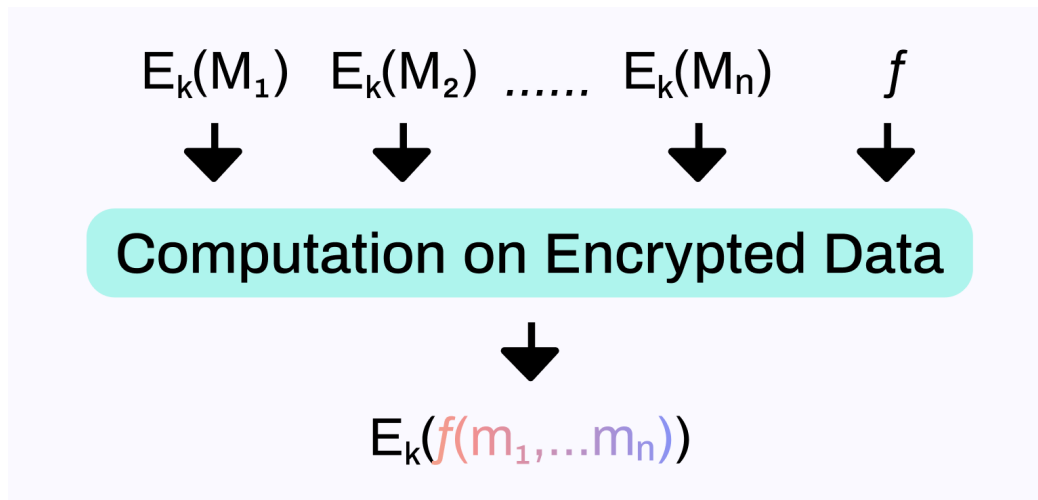 Eₖ(M₁) Eₖ(M₂) ...... Eₖ(Mₙ) f
Computation on Encrypted Data
Eₖ(f(m₁,...mₙ))